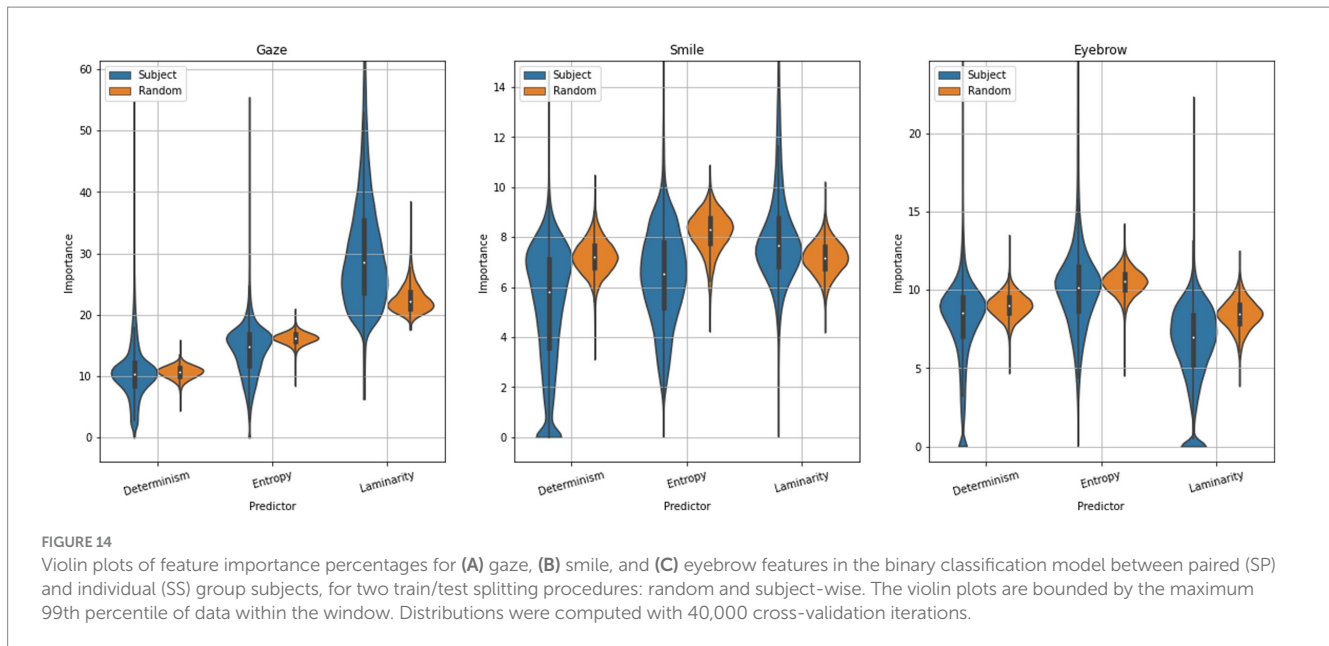 Gaze
Subject
Random
60
50
40
30
20
10
0
Importance
Determinism
Entropy
Laminarity
Predictor
Smile
Subject
Random
14
12
10
8
6
4
2
0
Importance
Determinism
Entropy
Laminarity
Predictor
Eyebrow
Subject
Random
20
15
10
5
0
Importance
Determinism
Entropy
Laminarity
Predictor
FIGURE 14
Violin plots of feature importance percentages for (A) gaze, (B) smile, and (C) eyebrow features in the binary classification model between paired (SP)
and individual (SS) group subjects, for two train/test splitting procedures: random and subject-wise. The violin plots are bounded by the maximum
99th percentile of data within the window. Distributions were computed with 40,000 cross-validation iterations.